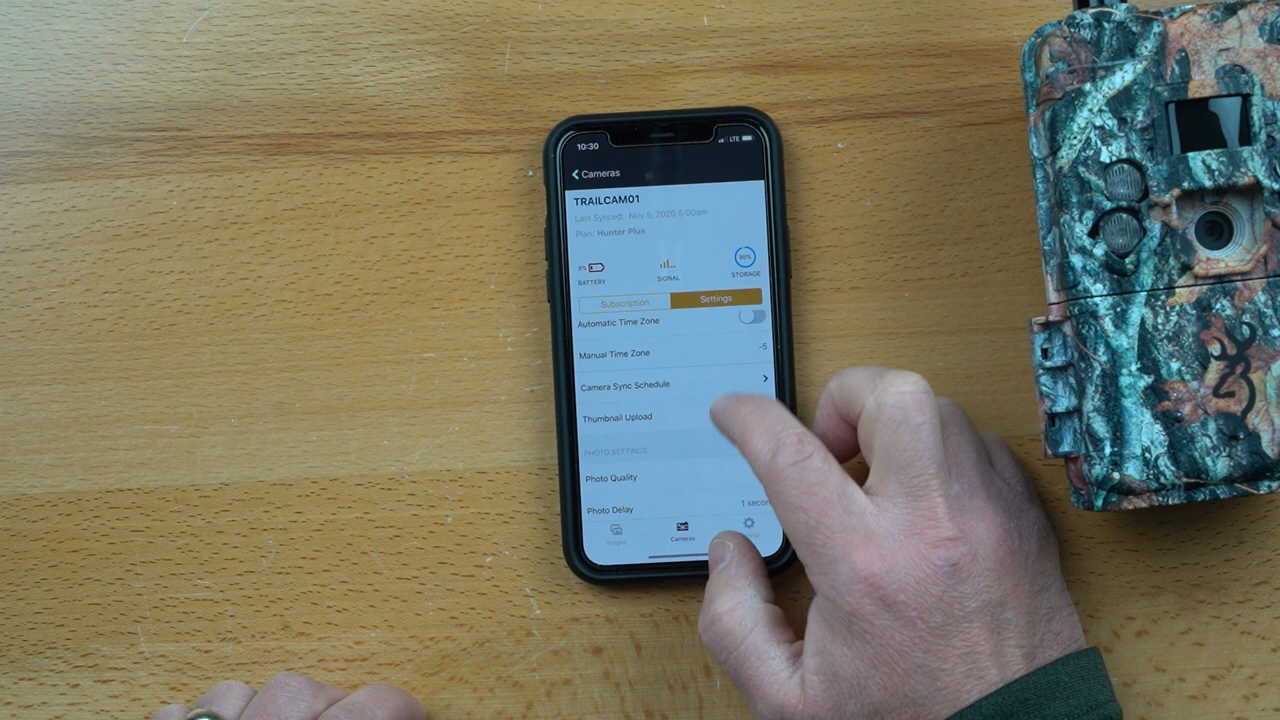 10:30
LTE
Cameras
TRAILCAM01
Last Synced: Nov 5, 2020 5:00am
Plan: Hunter Plus
8%
BATTERY
SIGNAL
STORAGE
Subscription
Settings
Automatic Time Zone
Manual Time Zone
-5
Camera Sync Schedule
Thumbnail Upload
PHOTO SETTINGS
Photo Quality
Photo Delay
Images
Cameras